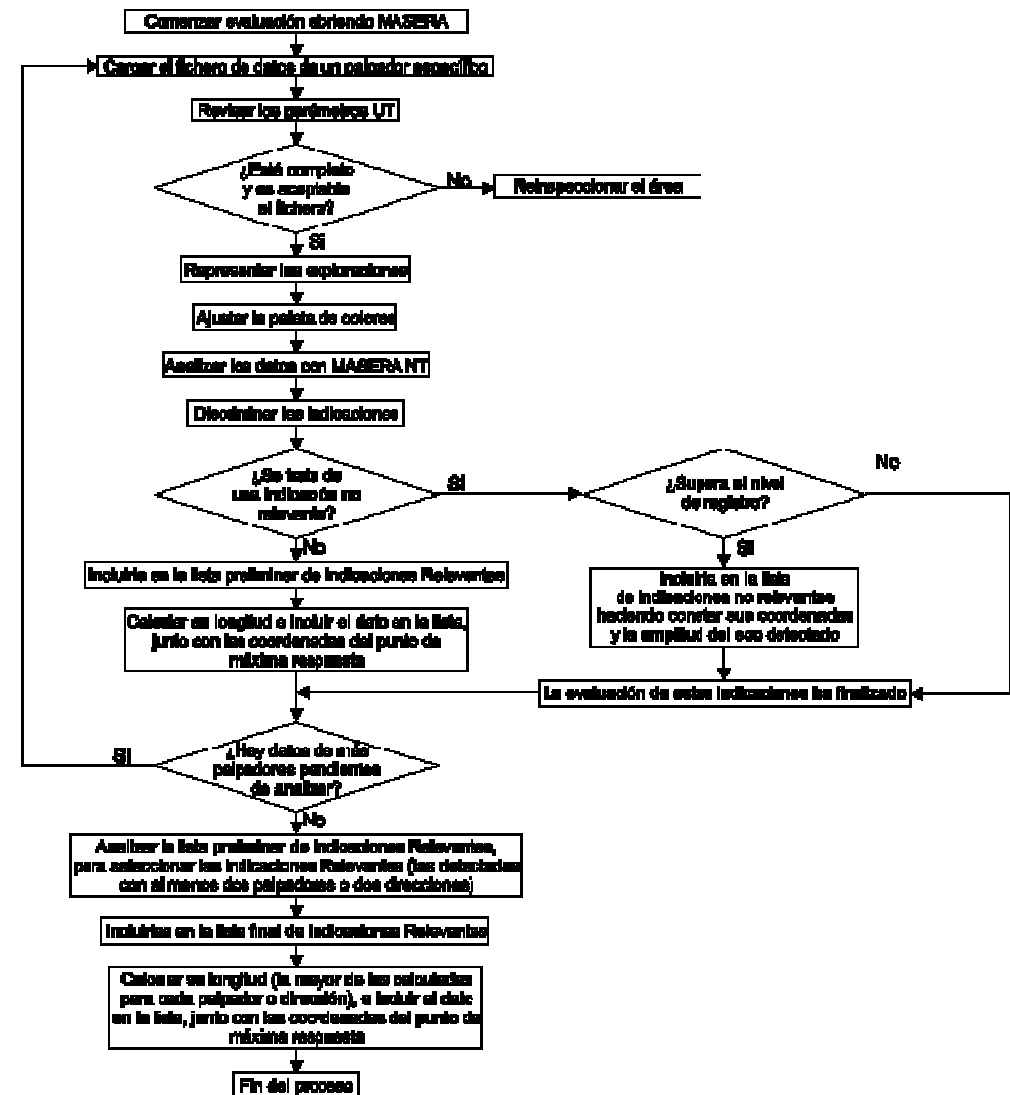 Comenzar evaluación abriendo MASERA
Cargar el fichero de datos de un palpador específico
Revisar los parámetros UT
¿Está completo
y es aceptable
el fichero?
No
Reinspeccionar el área
Sí
Representar las exploraciones
Ajustar la paleta de colores
Analizar los datos con MASERA NT
Discriminar las indicaciones
¿Se trata de
una indicación no
relevante?
Sí
¿Supera el nivel
de registro?
No
No
Sí
Incluirla en la lista preliminar de Indicaciones Relevantes
Incluirla en la lista
de indicaciones no relevantes
haciendo constar sus coordenadas
y la amplitud del eco detectado
Calcular su longitud e incluir el dato en la lista,
junto con las coordenadas del punto de
máxima respuesta
La evaluación de estas indicaciones ha finalizado
¿Hay datos de más
palpadores pendientes
de analizar?
Sí
No
Analizar la lista preliminar de Indicaciones Relevantes,
para seleccionar las Indicaciones Relevantes (las detectadas
con al menos dos palpadores o dos direcciones)
Incluirlas en la lista final de Indicaciones Relevantes
Calcular su longitud (la mayor de las calculadas
para cada palpador o dirección), e incluir el dato
en la lista, junto con las coordenadas del punto de
máxima respuesta
Fin del proceso